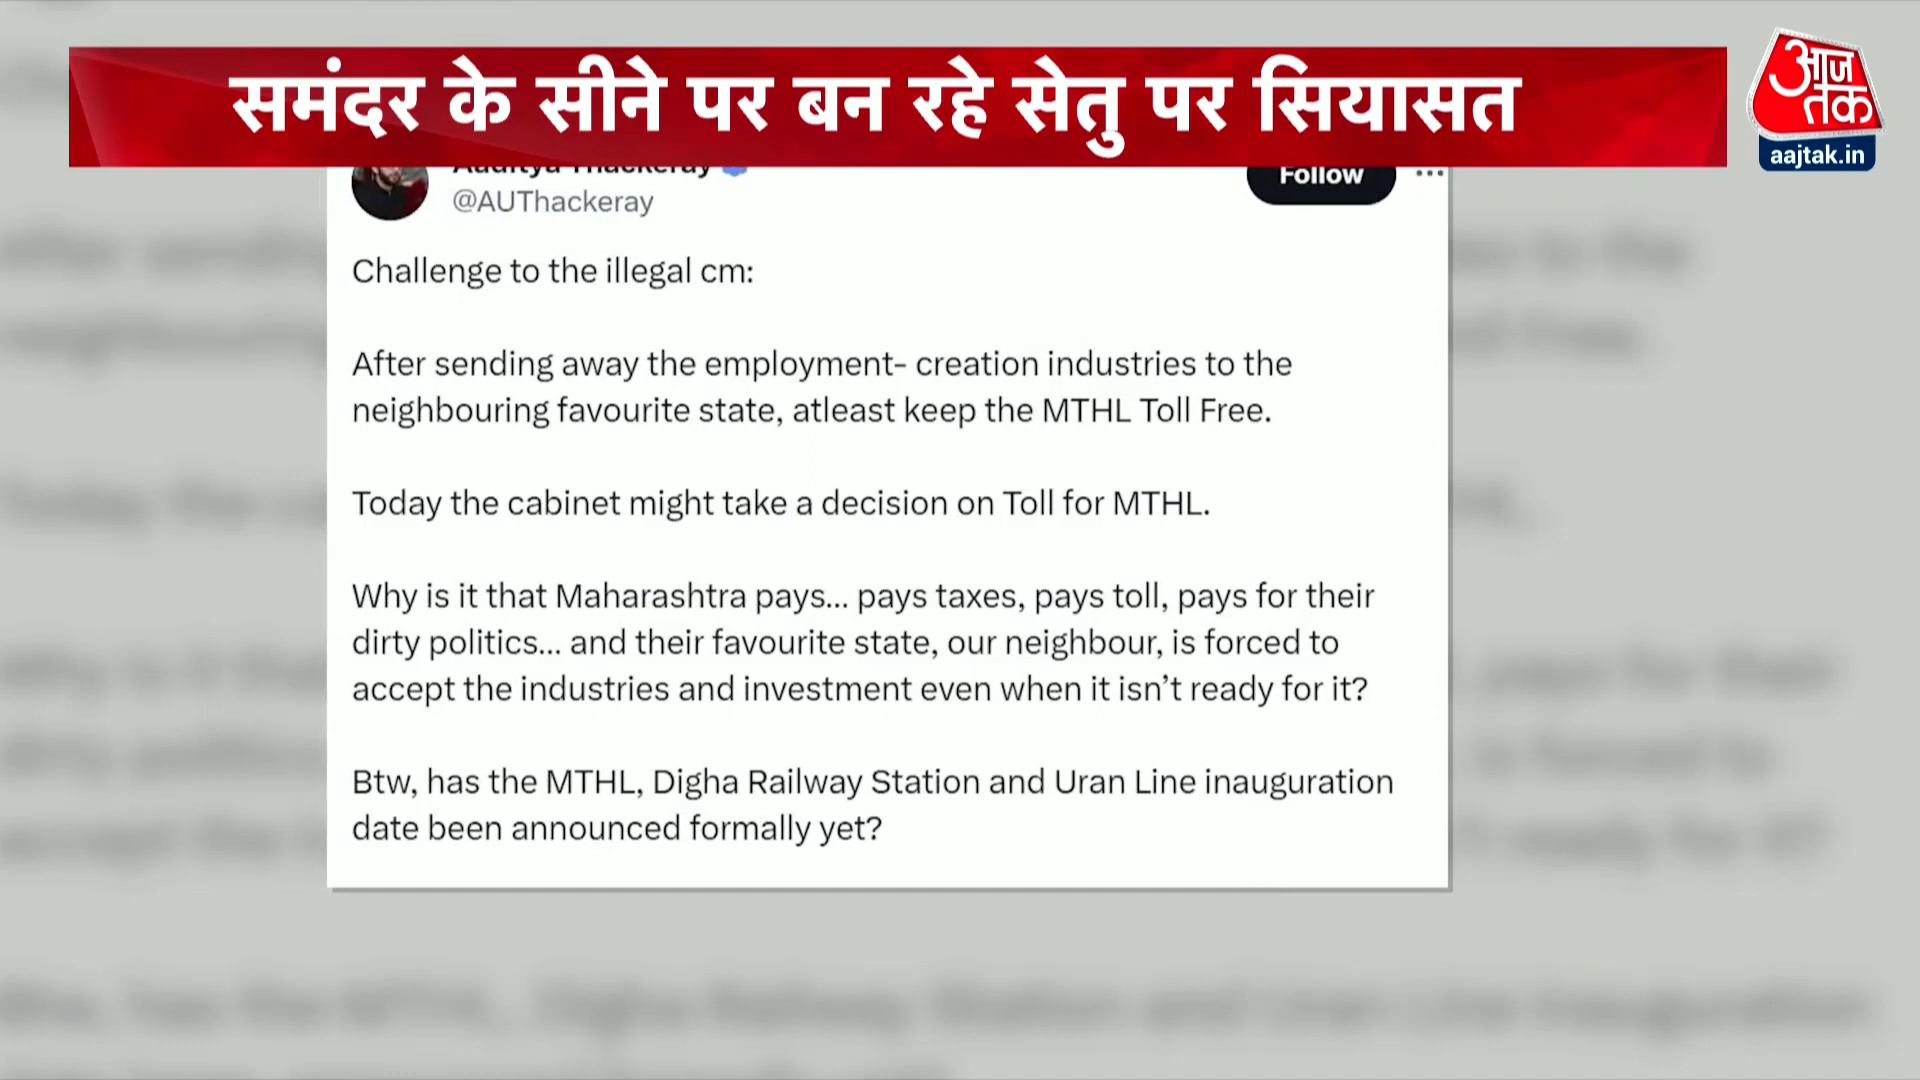 समंदर के सीने पर बन रहे सेतु पर सियासत
आज
तक
aajtak.in
Aaditya Thackeray
Follow
@AUThackeray
Challenge to the illegal cm:
After sending away the employment- creation industries to the
neighbouring favourite state, atleast keep the MTHL Toll Free.
Today the cabinet might take a decision on Toll for MTHL.
Why is it that Maharashtra pays... pays taxes, pays toll, pays for their
dirty politics... and their favourite state, our neighbour, is forced to
accept the industries and investment even when it isn’t ready for it?
Btw, has the MTHL, Digha Railway Station and Uran Line inauguration
date been announced formally yet?